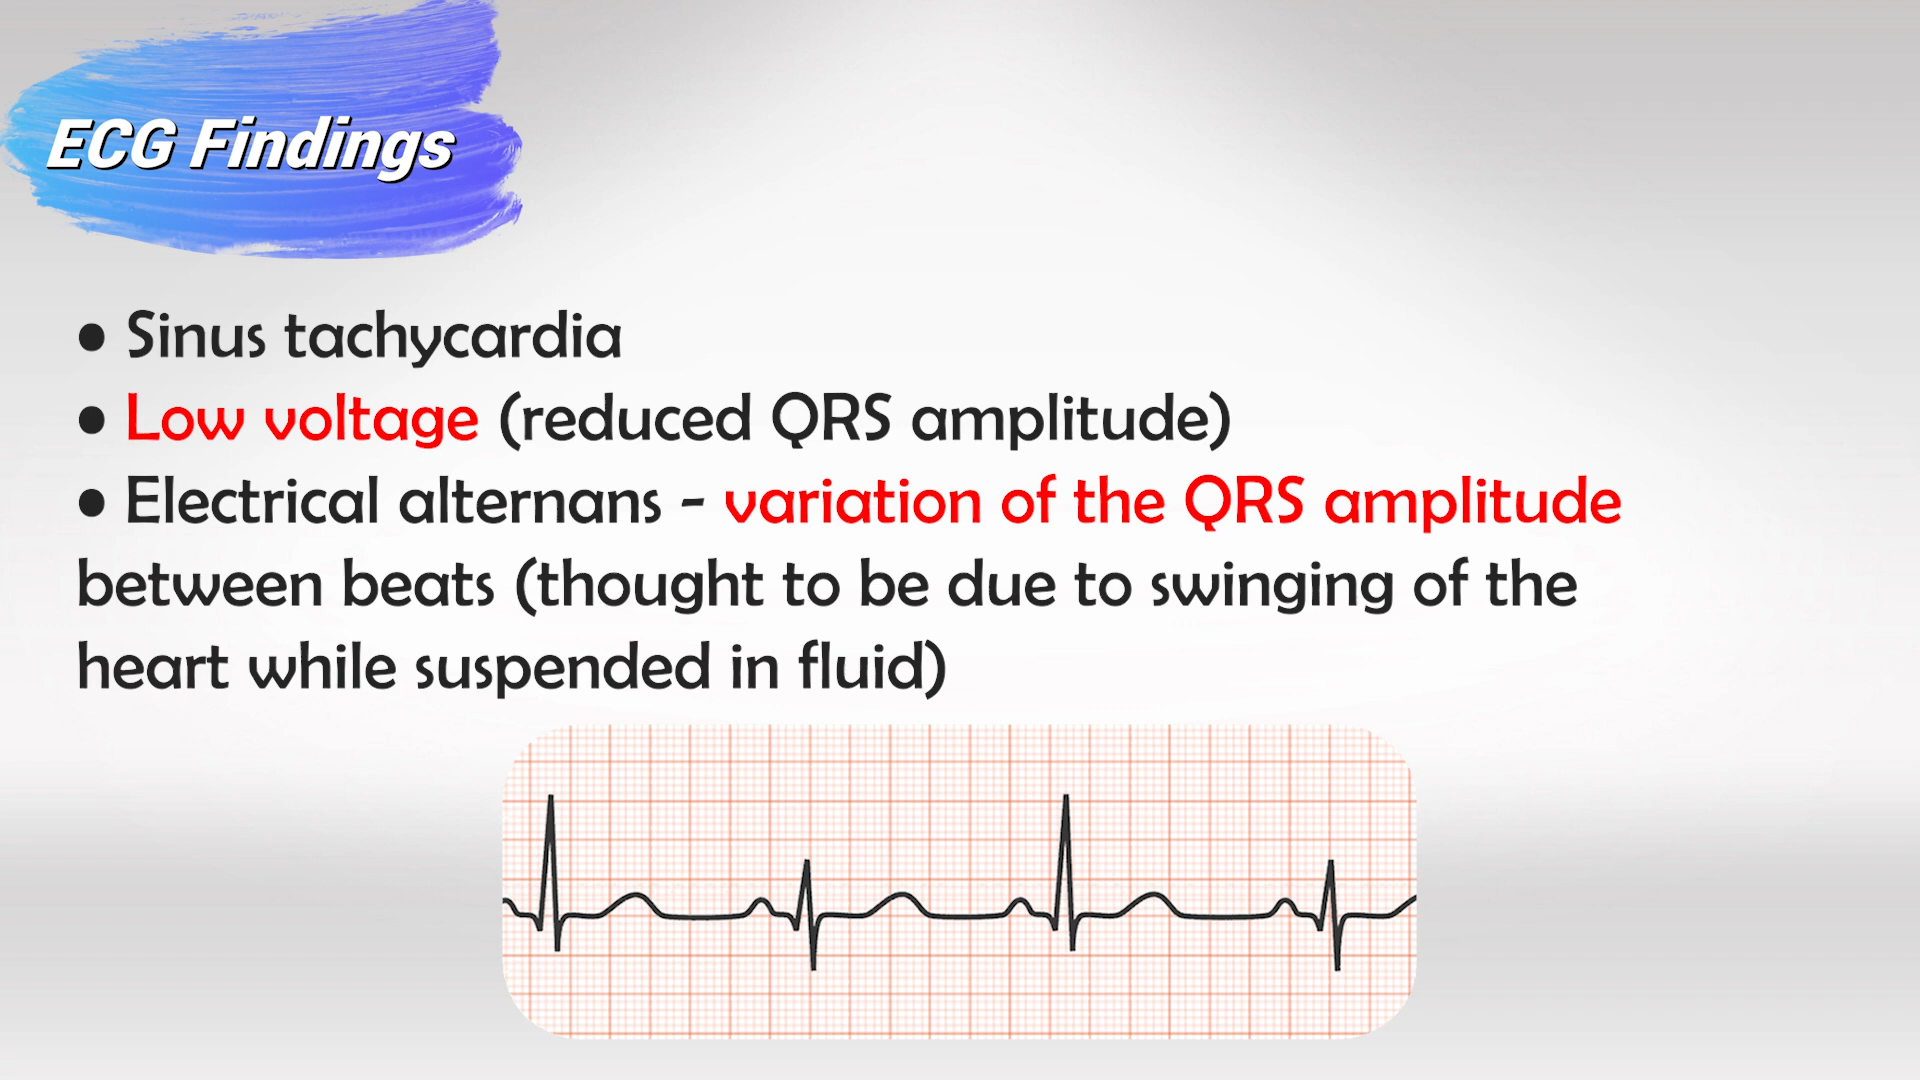 ECG Findings
• Sinus tachycardia
• Low voltage (reduced QRS amplitude)
• Electrical alternans - variation of the QRS amplitude
between beats (thought to be due to swinging of the
heart while suspended in fluid)